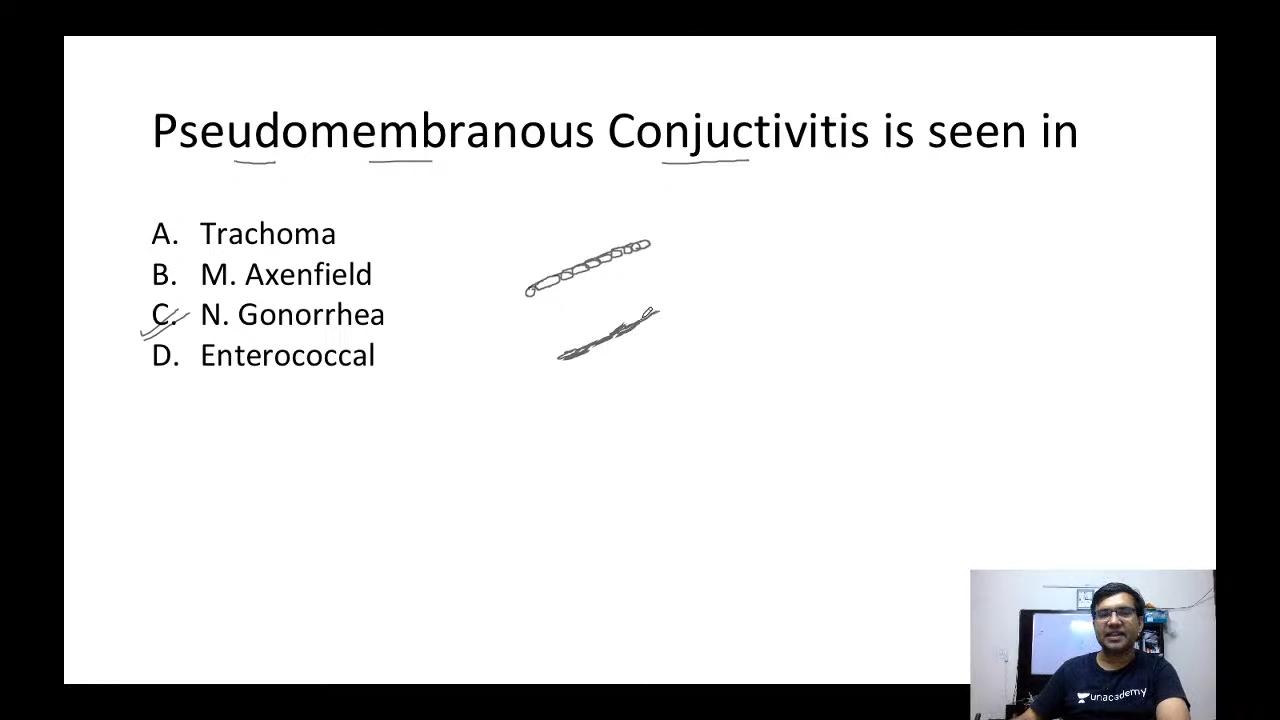 Pseudomembranous Conjuctivitis is seen in
A. Trachoma
B. M. Axenfield
C. N. Gonorrhea
D. Enterococcal
unacademy